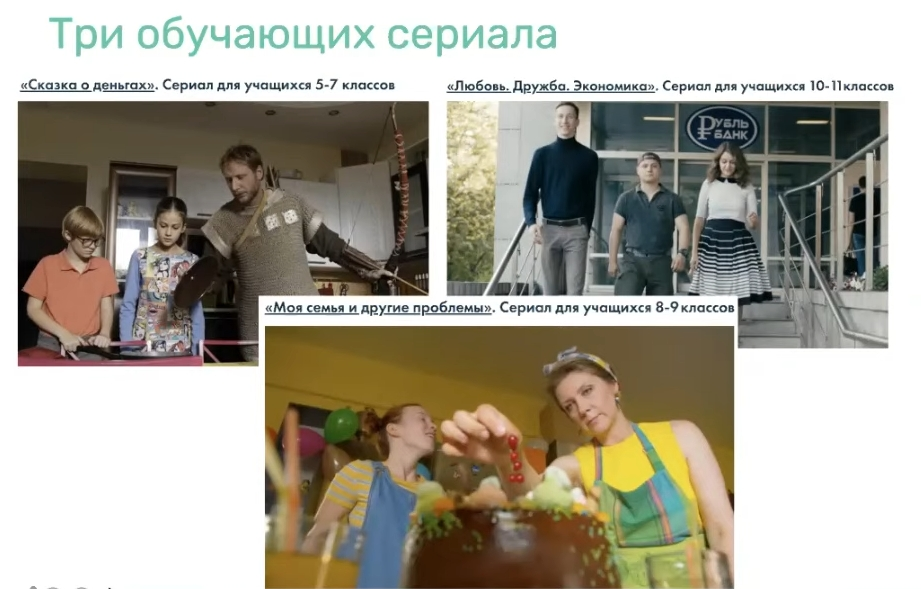 Три обучающих сериала
«Сказка о деньгах». Сериал для учащихся 5-7 классов
«Любовь. Дружба. Экономика». Сериал для учащихся 10-11классов
РУБЛЬ
БАНК
«Моя семья и другие проблемы». Сериал для учащихся 8-9 классов